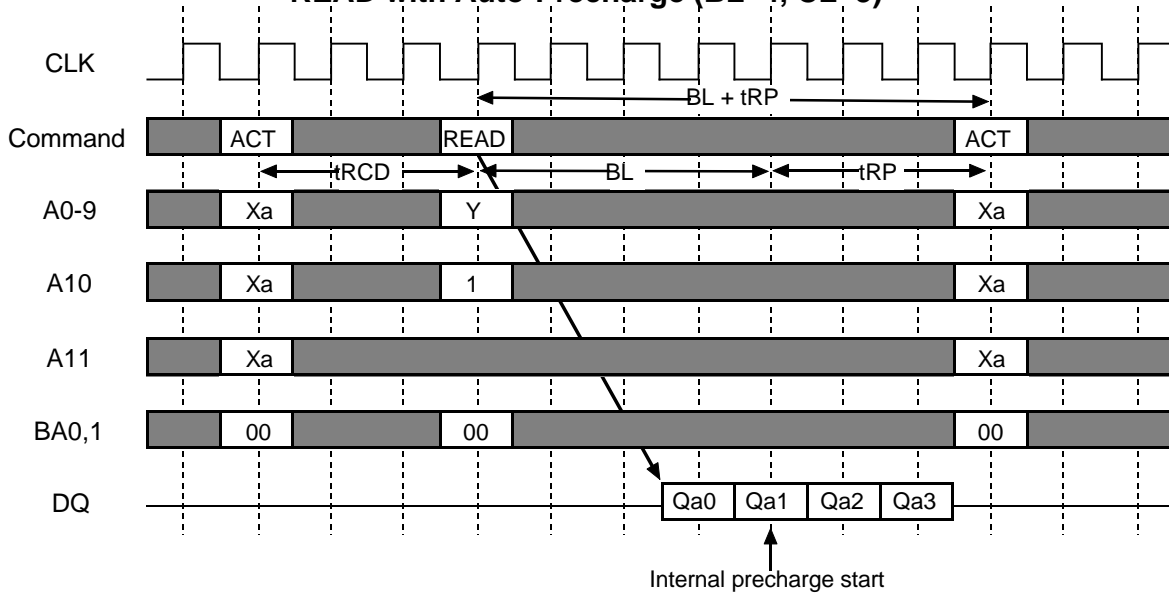 READ with Auto-Precharge (BL=4, CL=3)
CLK
BL + tRP
Command ACT READ ACT
tRCD BL tRP
A0-9 Xa Y Xa
A10 Xa 1 Xa
A11 Xa Xa
BA0,1 00 00 00
DQ Qa0 Qa1 Qa2 Qa3
Internal precharge start